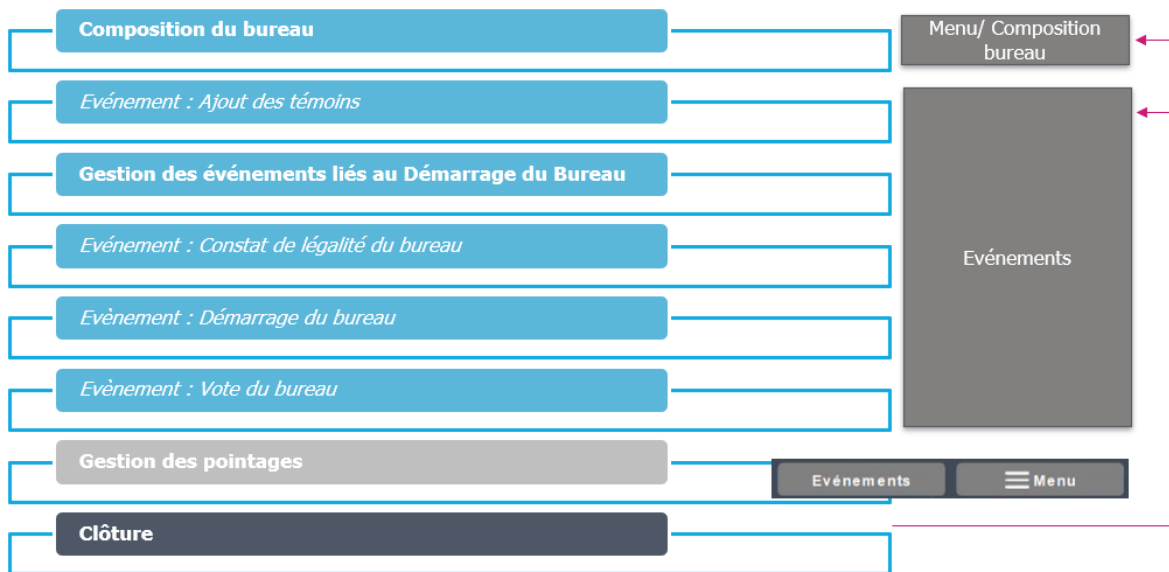 Composition du bureau
Menu/ Composition
bureau
Evénement : Ajout des témoins
Gestion des événements liés au Démarrage du Bureau
Evénement : Constat de légalité du bureau
Evénements
Evènement : Démarrage du bureau
Evènement : Vote du bureau
Gestion des pointages
Evénements
Menu
Clôture